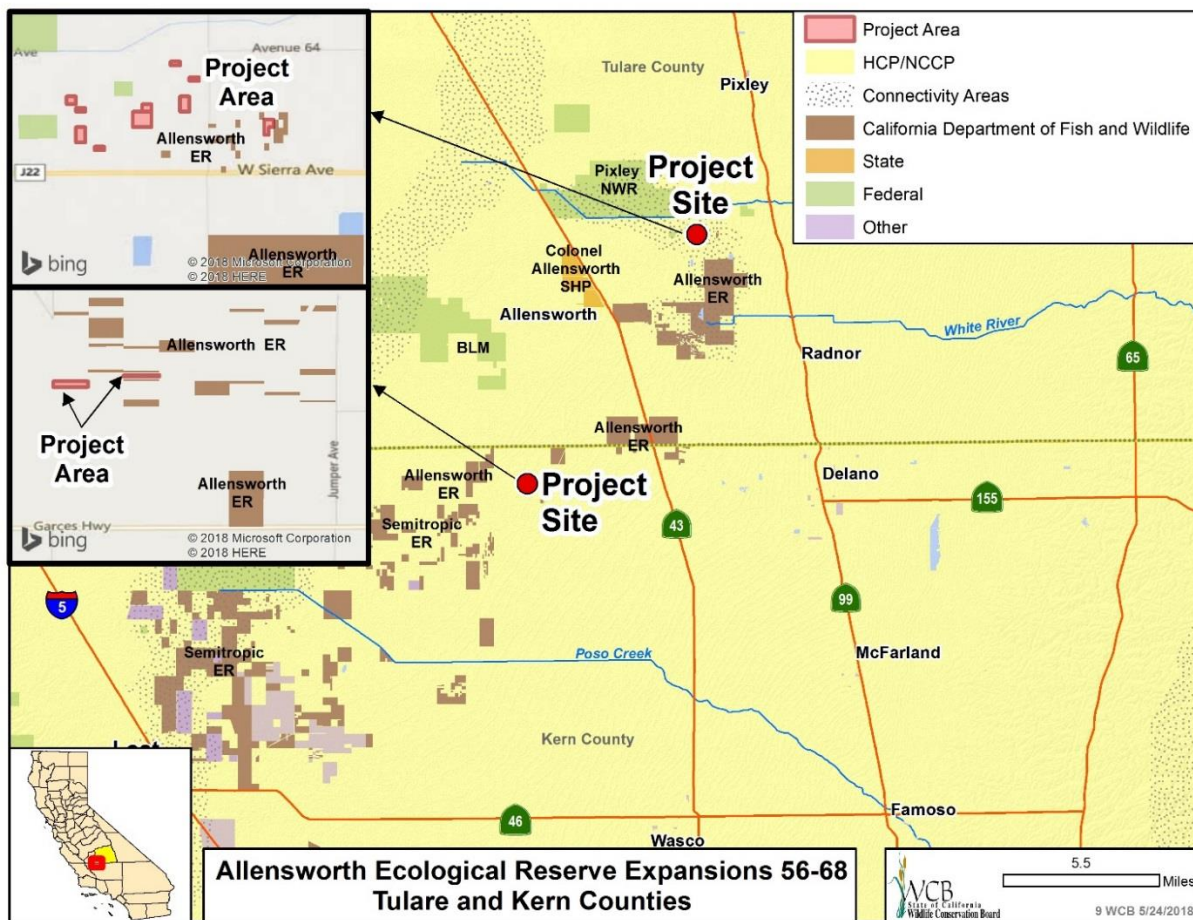 Ave
Avenue 64
Project
Area
Allensworth
ER
J22
W Sierra Ave
Allensworth
ER
bing
© 2018 Microsoft Corporation
© 2018 HERE
Allensworth ER
Project
Area
Allensworth
ER
Jumper Ave
Garces Hwy
bing
© 2018 Microsoft Corporation
© 2018 HERE
Project Area
HCP/NCCP
Connectivity Areas
California Department of Fish and Wildlife
State
Federal
Other
Tulare County
Pixley
Pixley
NWR
Project
Site
Colonel
Allensworth
SHP
Allensworth
ER
Allensworth
White River
BLM
Radnor
65
Allensworth
ER
Allensworth
ER
Delano
Project
Site
155
Semitropic
ER
43
5
99
Semitropic
ER
Poso Creek
McFarland
Kern County
Famoso
46
Wasco
Allensworth Ecological Reserve Expansions 56-68
Tulare and Kern Counties
WCB
State of California
Wildlife Conservation Board
5.5
Miles
9 WCB 5/24/2018